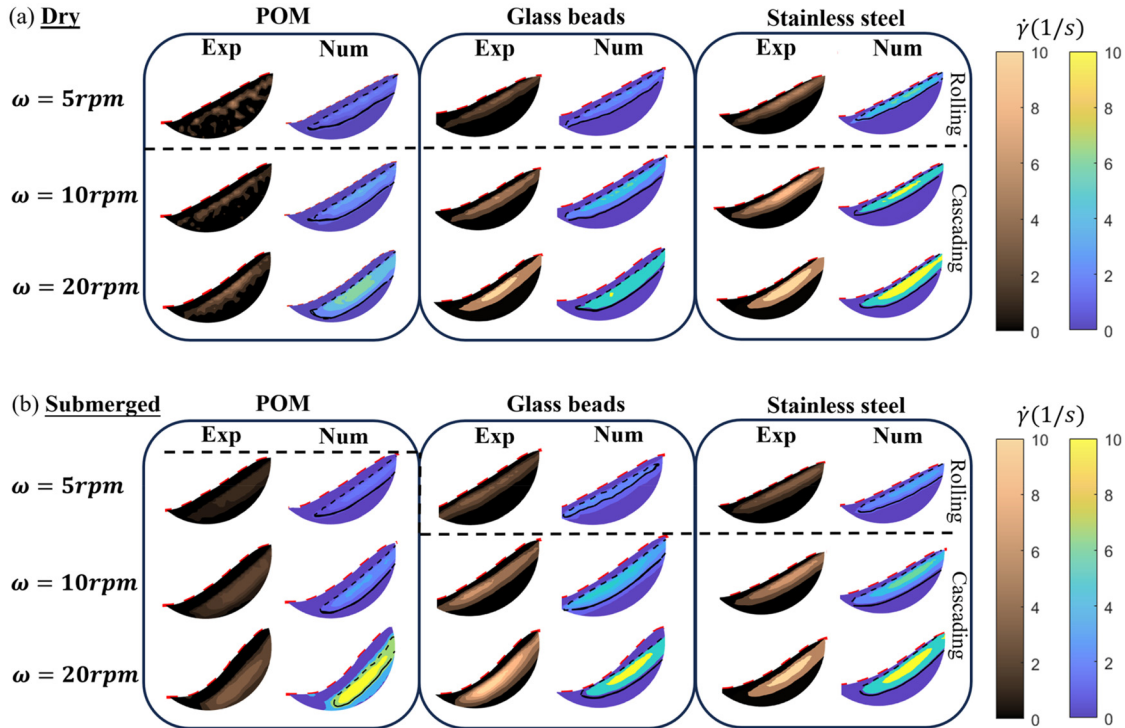 (a) Dry
POM
Glass beads
Stainless steel
γ̇(1/s)
Exp
Num
Exp
Num
Exp
Num
10
8
6
4
2
0
10
8
6
4
2
0
ω = 5rpm
Rolling
ω = 10rpm
Cascading
ω = 20rpm
(b) Submerged
POM
Glass beads
Stainless steel
γ̇(1/s)
Exp
Num
Exp
Num
Exp
Num
10
8
6
4
2
0
10
8
6
4
2
0
ω = 5rpm
Rolling
ω = 10rpm
Cascading
ω = 20rpm